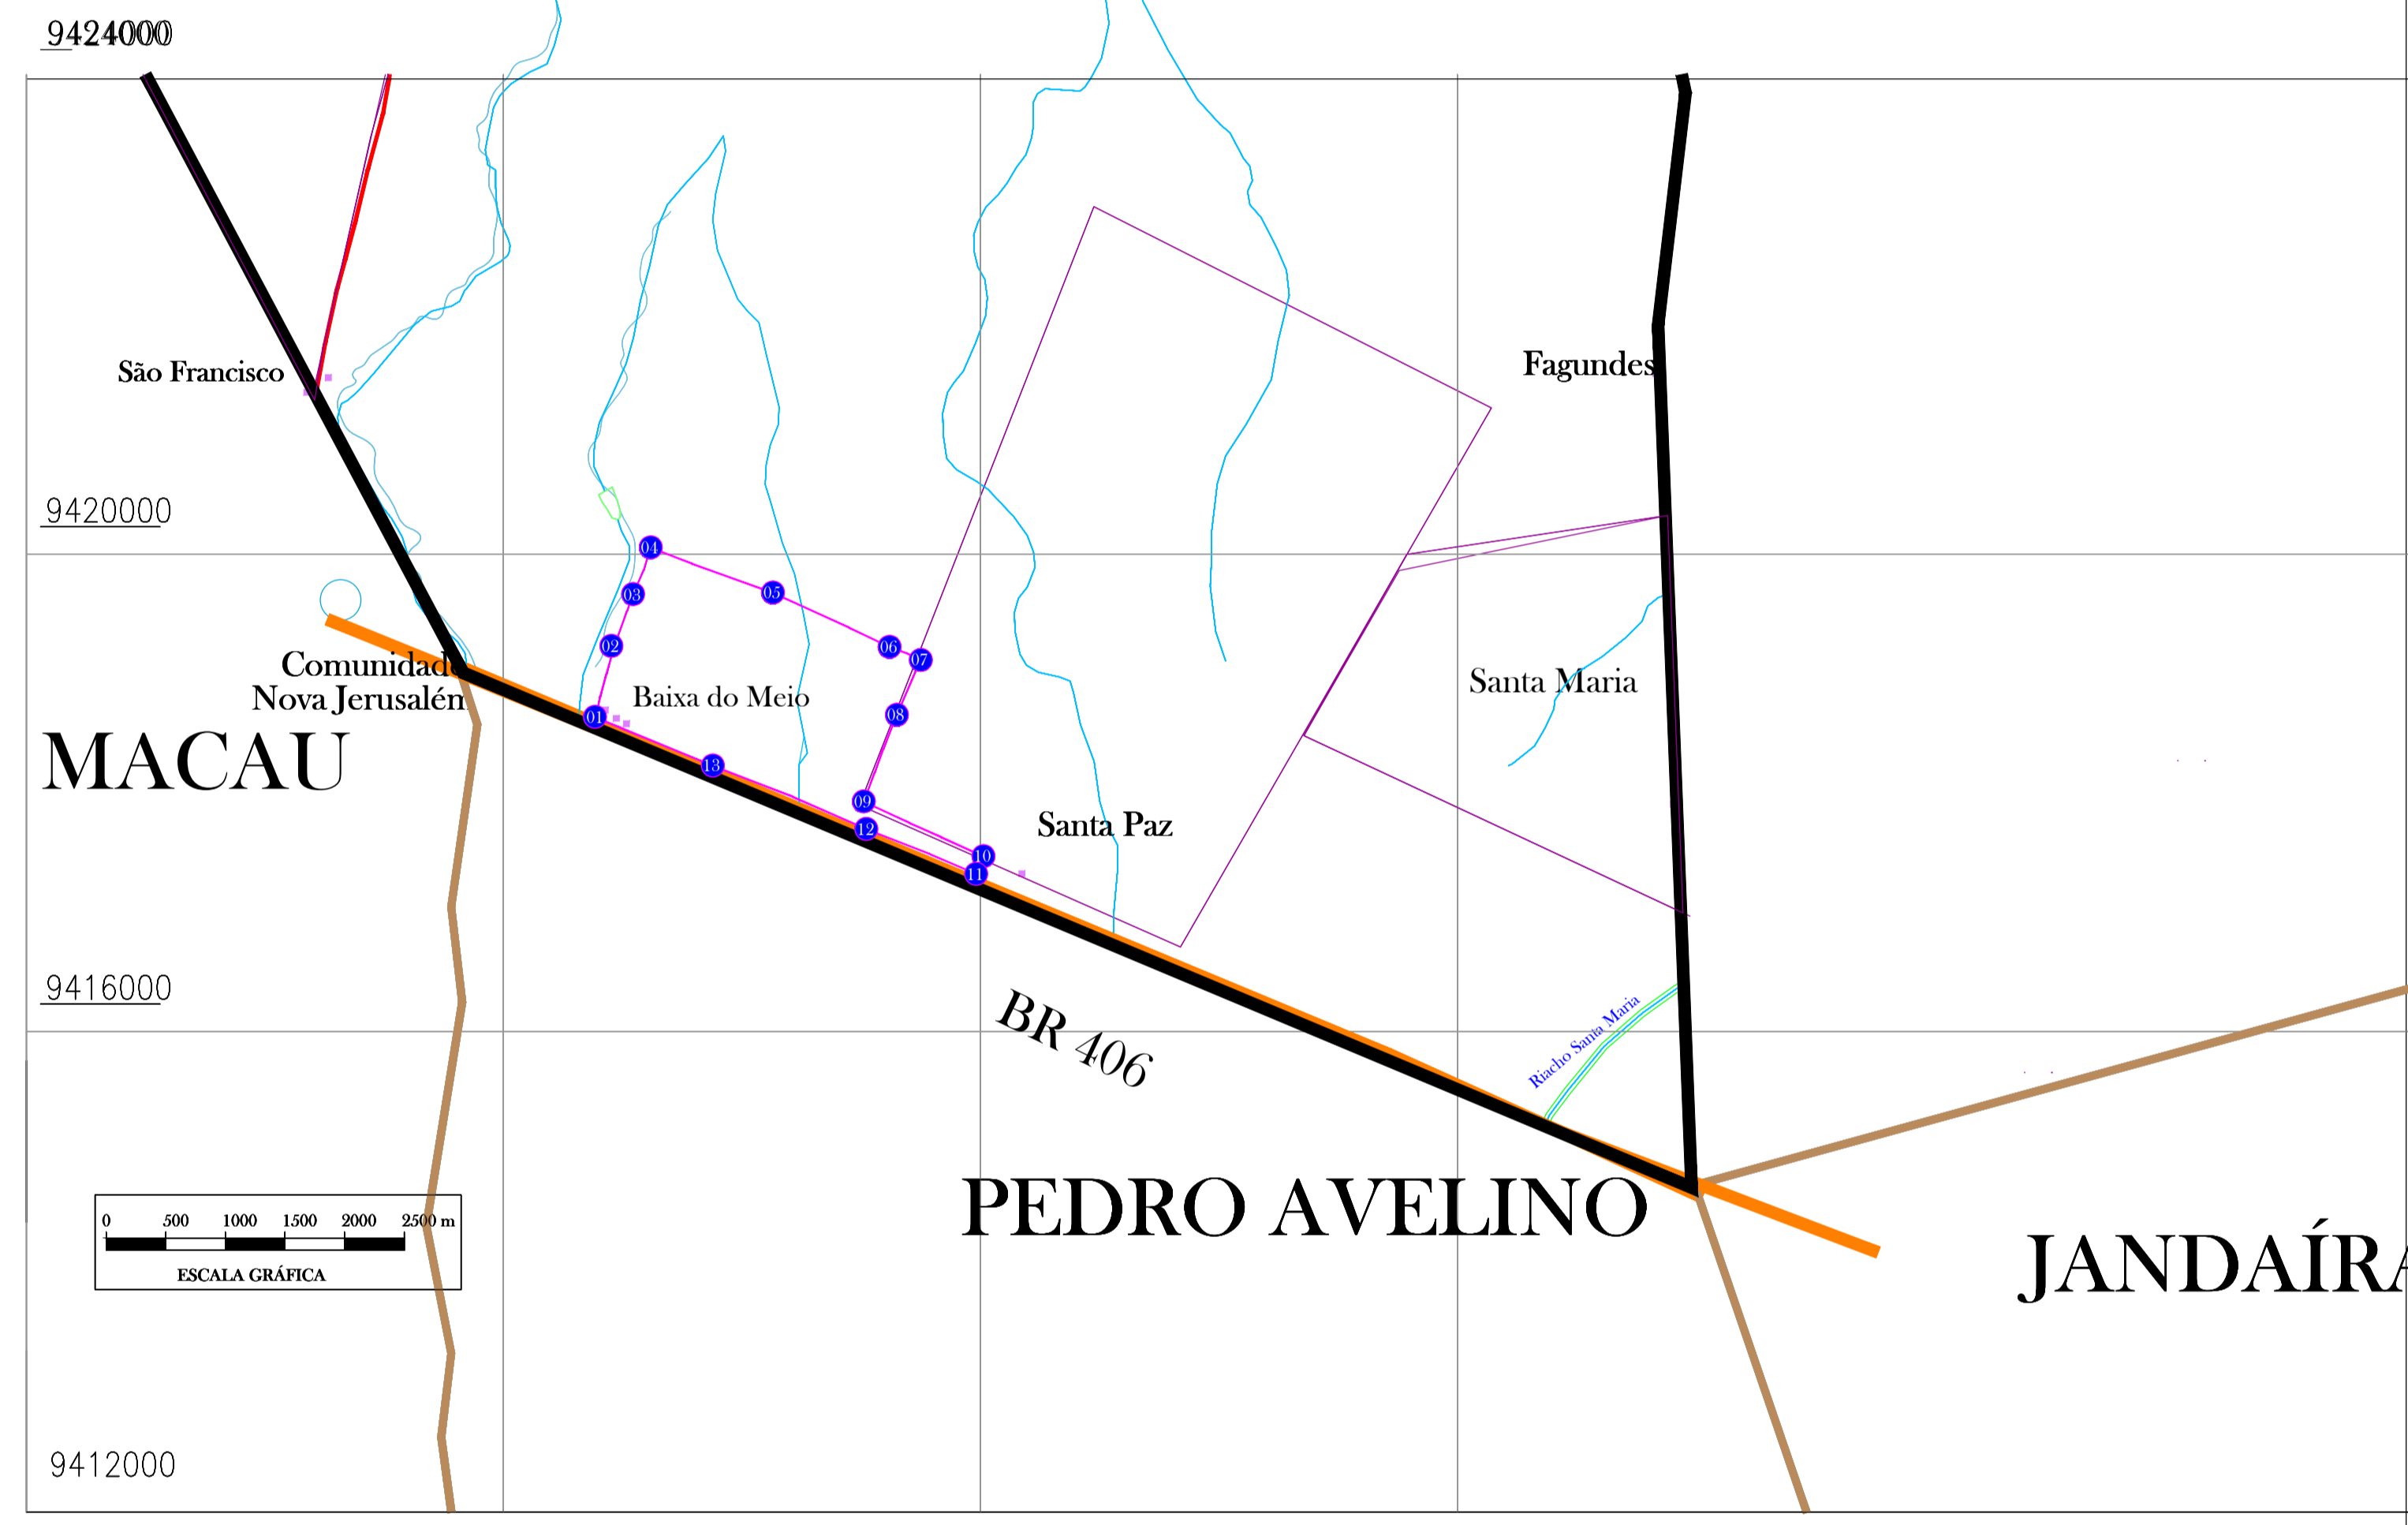 9424000
São Francisco
Fagundes
9420000
04
05
03
02
06
07
Comunidade
Nova Jerusalém
Baixa do Meio
Santa Maria
01
08
MACAU
13
09
12
Santa Paz
10
11
9416000
BR 406
Riacho Santa Maria
PEDRO AVELINO
0 500 1000 1500 2000 2500 m
ESCALA GRÁFICA
JANDAÍRA
9412000